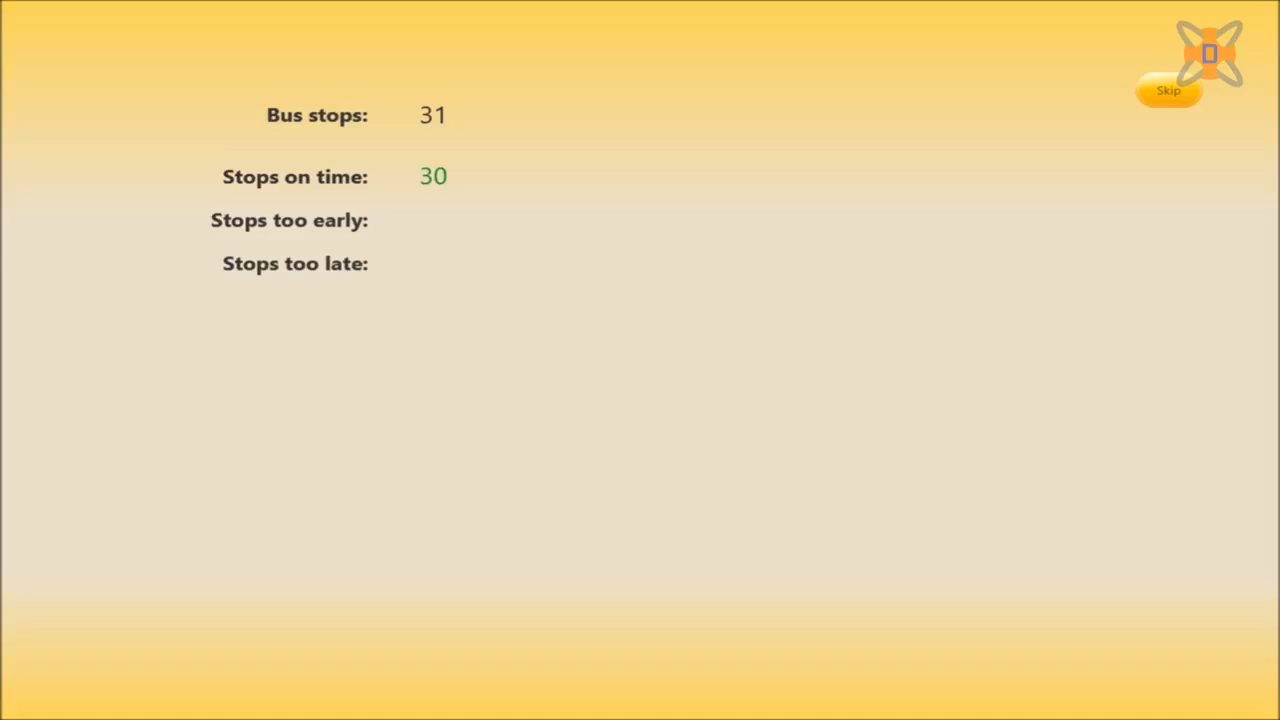 D
Skip
Bus stops: 31
Stops on time: 30
Stops too early:
Stops too late: